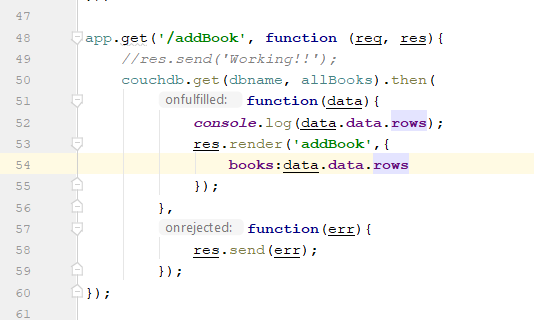 47
48 app.get('/addBook', function (req, res){
49 //res.send('Working!!');
50 couchdb.get(dbname, allBooks).then(
51 onfulfilled: function(data){
52 console.log(data.data.rows);
53 res.render('addBook',{
54 books:data.data.rows
55 });
56 },
57 onrejected: function(err){
58 res.send(err);
59 });
60 });
61